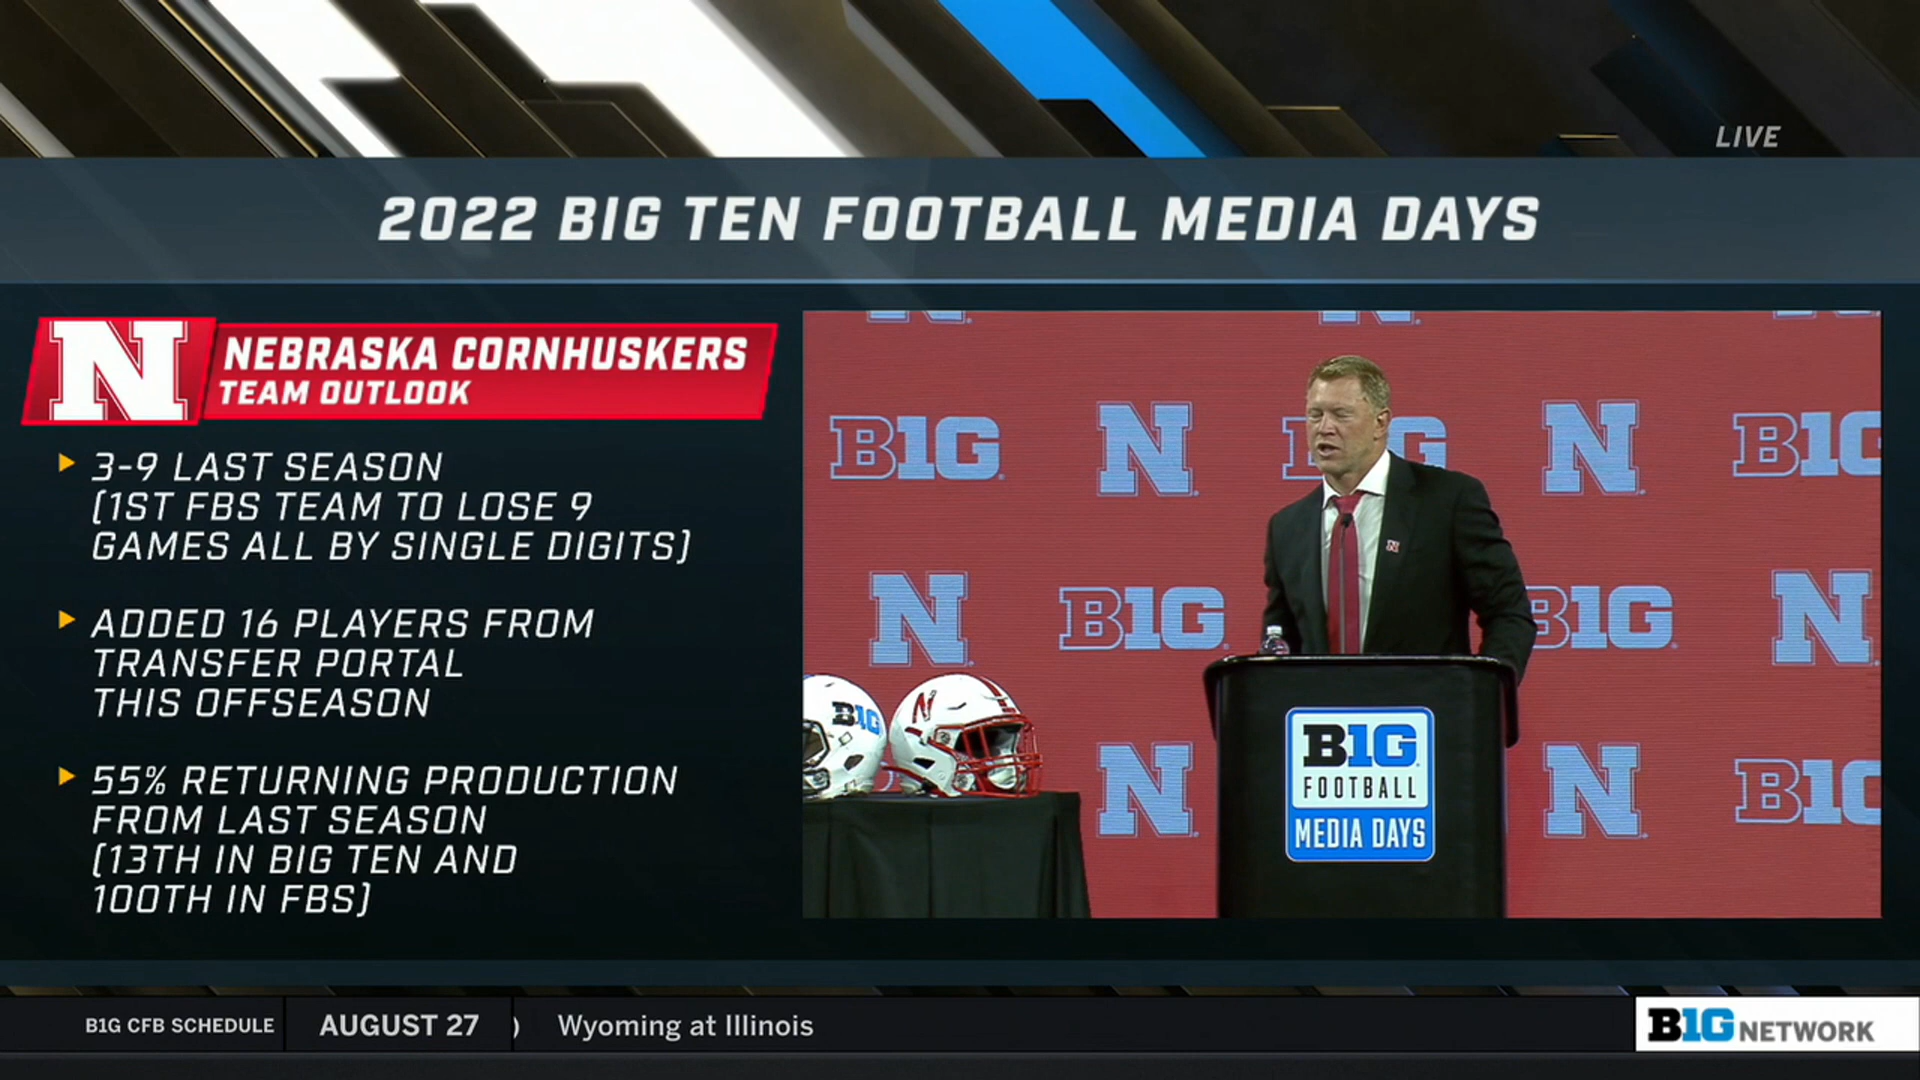 LIVE
2022 BIG TEN FOOTBALL MEDIA DAYS
N
NEBRASKA CORNHUSKERS
TEAM OUTLOOK
3-9 LAST SEASON
(1ST FBS TEAM TO LOSE 9
GAMES ALL BY SINGLE DIGITS)
ADDED 16 PLAYERS FROM
TRANSFER PORTAL
THIS OFFSEASON
55% RETURNING PRODUCTION
FROM LAST SEASON
(13TH IN BIG TEN AND
100TH IN FBS)
B1G N B1G N B1G
N B1G B1G N
B1G N
N N B1G
B1G
FOOTBALL
MEDIA DAYS
B1G CFB SCHEDULE AUGUST 27 ) Wyoming at Illinois
B1G NETWORK